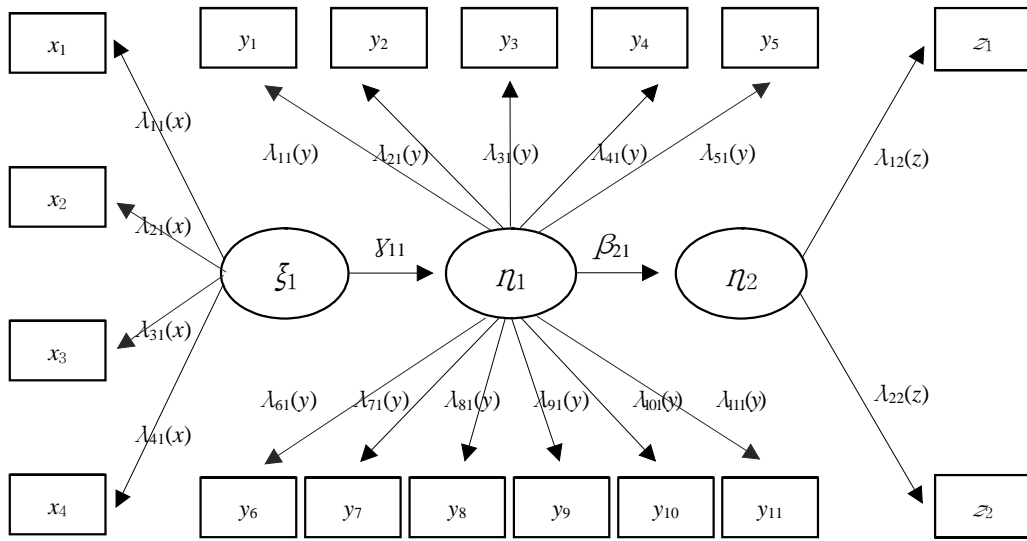 x₁ y₁ y₂ y₃ y₄ y₅ z₁
λ₁₁(x)
λ₁₁(y) λ₂₁(y) λ₃₁(y) λ₄₁(y) λ₅₁(y) λ₁₂(z)
x₂
λ₂₁(x)
γ₁₁ β₂₁
ξ₁ η₁ η₂
λ₃₁(x)
x₃
λ₆₁(y) λ₇₁(y) λ₈₁(y) λ₉₁(y) λ₁₀₁(y) λ₁₁₁(y) λ₂₂(z)
λ₄₁(x)
x₄ y₆ y₇ y₈ y₉ y₁₀ y₁₁ z₂